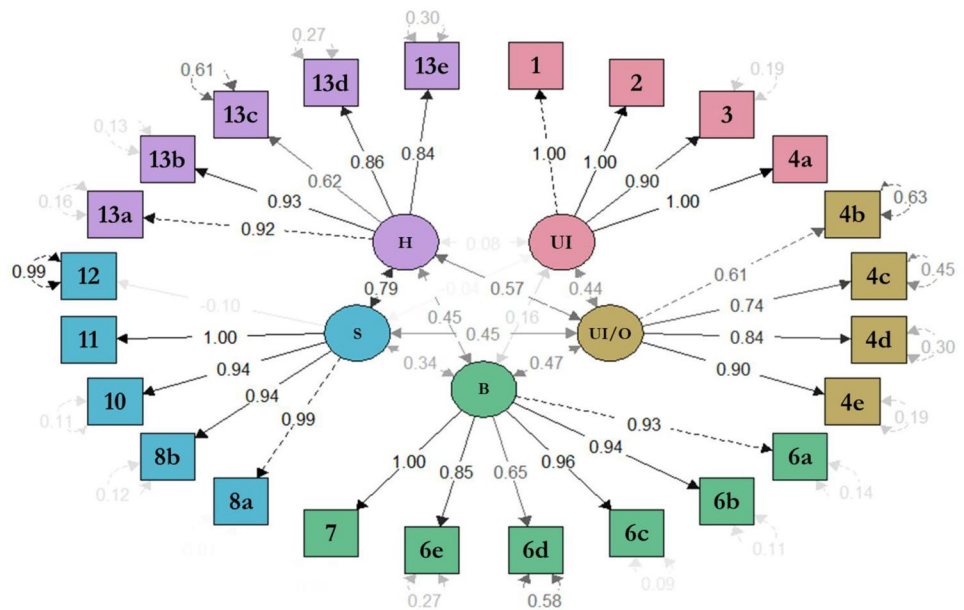 0.30
0.27
13e
1
0.61
13d
2
0.19
13c
3
0.13
13b
0.86
0.84
1.00
1.00
0.90
4a
0.62
0.16
13a
0.93
1.00
4b
0.63
0.92
H
0.08
UI
12
0.99
4c
0.45
0.61
-0.10
0.79
-0.04
0.57
0.44
0.74
11
1.00
S
0.45
0.45
0.16
UI/O
0.84
4d
0.30
0.94
0.34
0.47
0.90
10
0.11
0.94
B
4e
0.19
0.93
8b
0.12
0.99
1.00
0.85
0.65
0.96
0.94
6a
0.14
8a
6b
7
6e
6d
6c
0.11
0.27
0.58
0.09